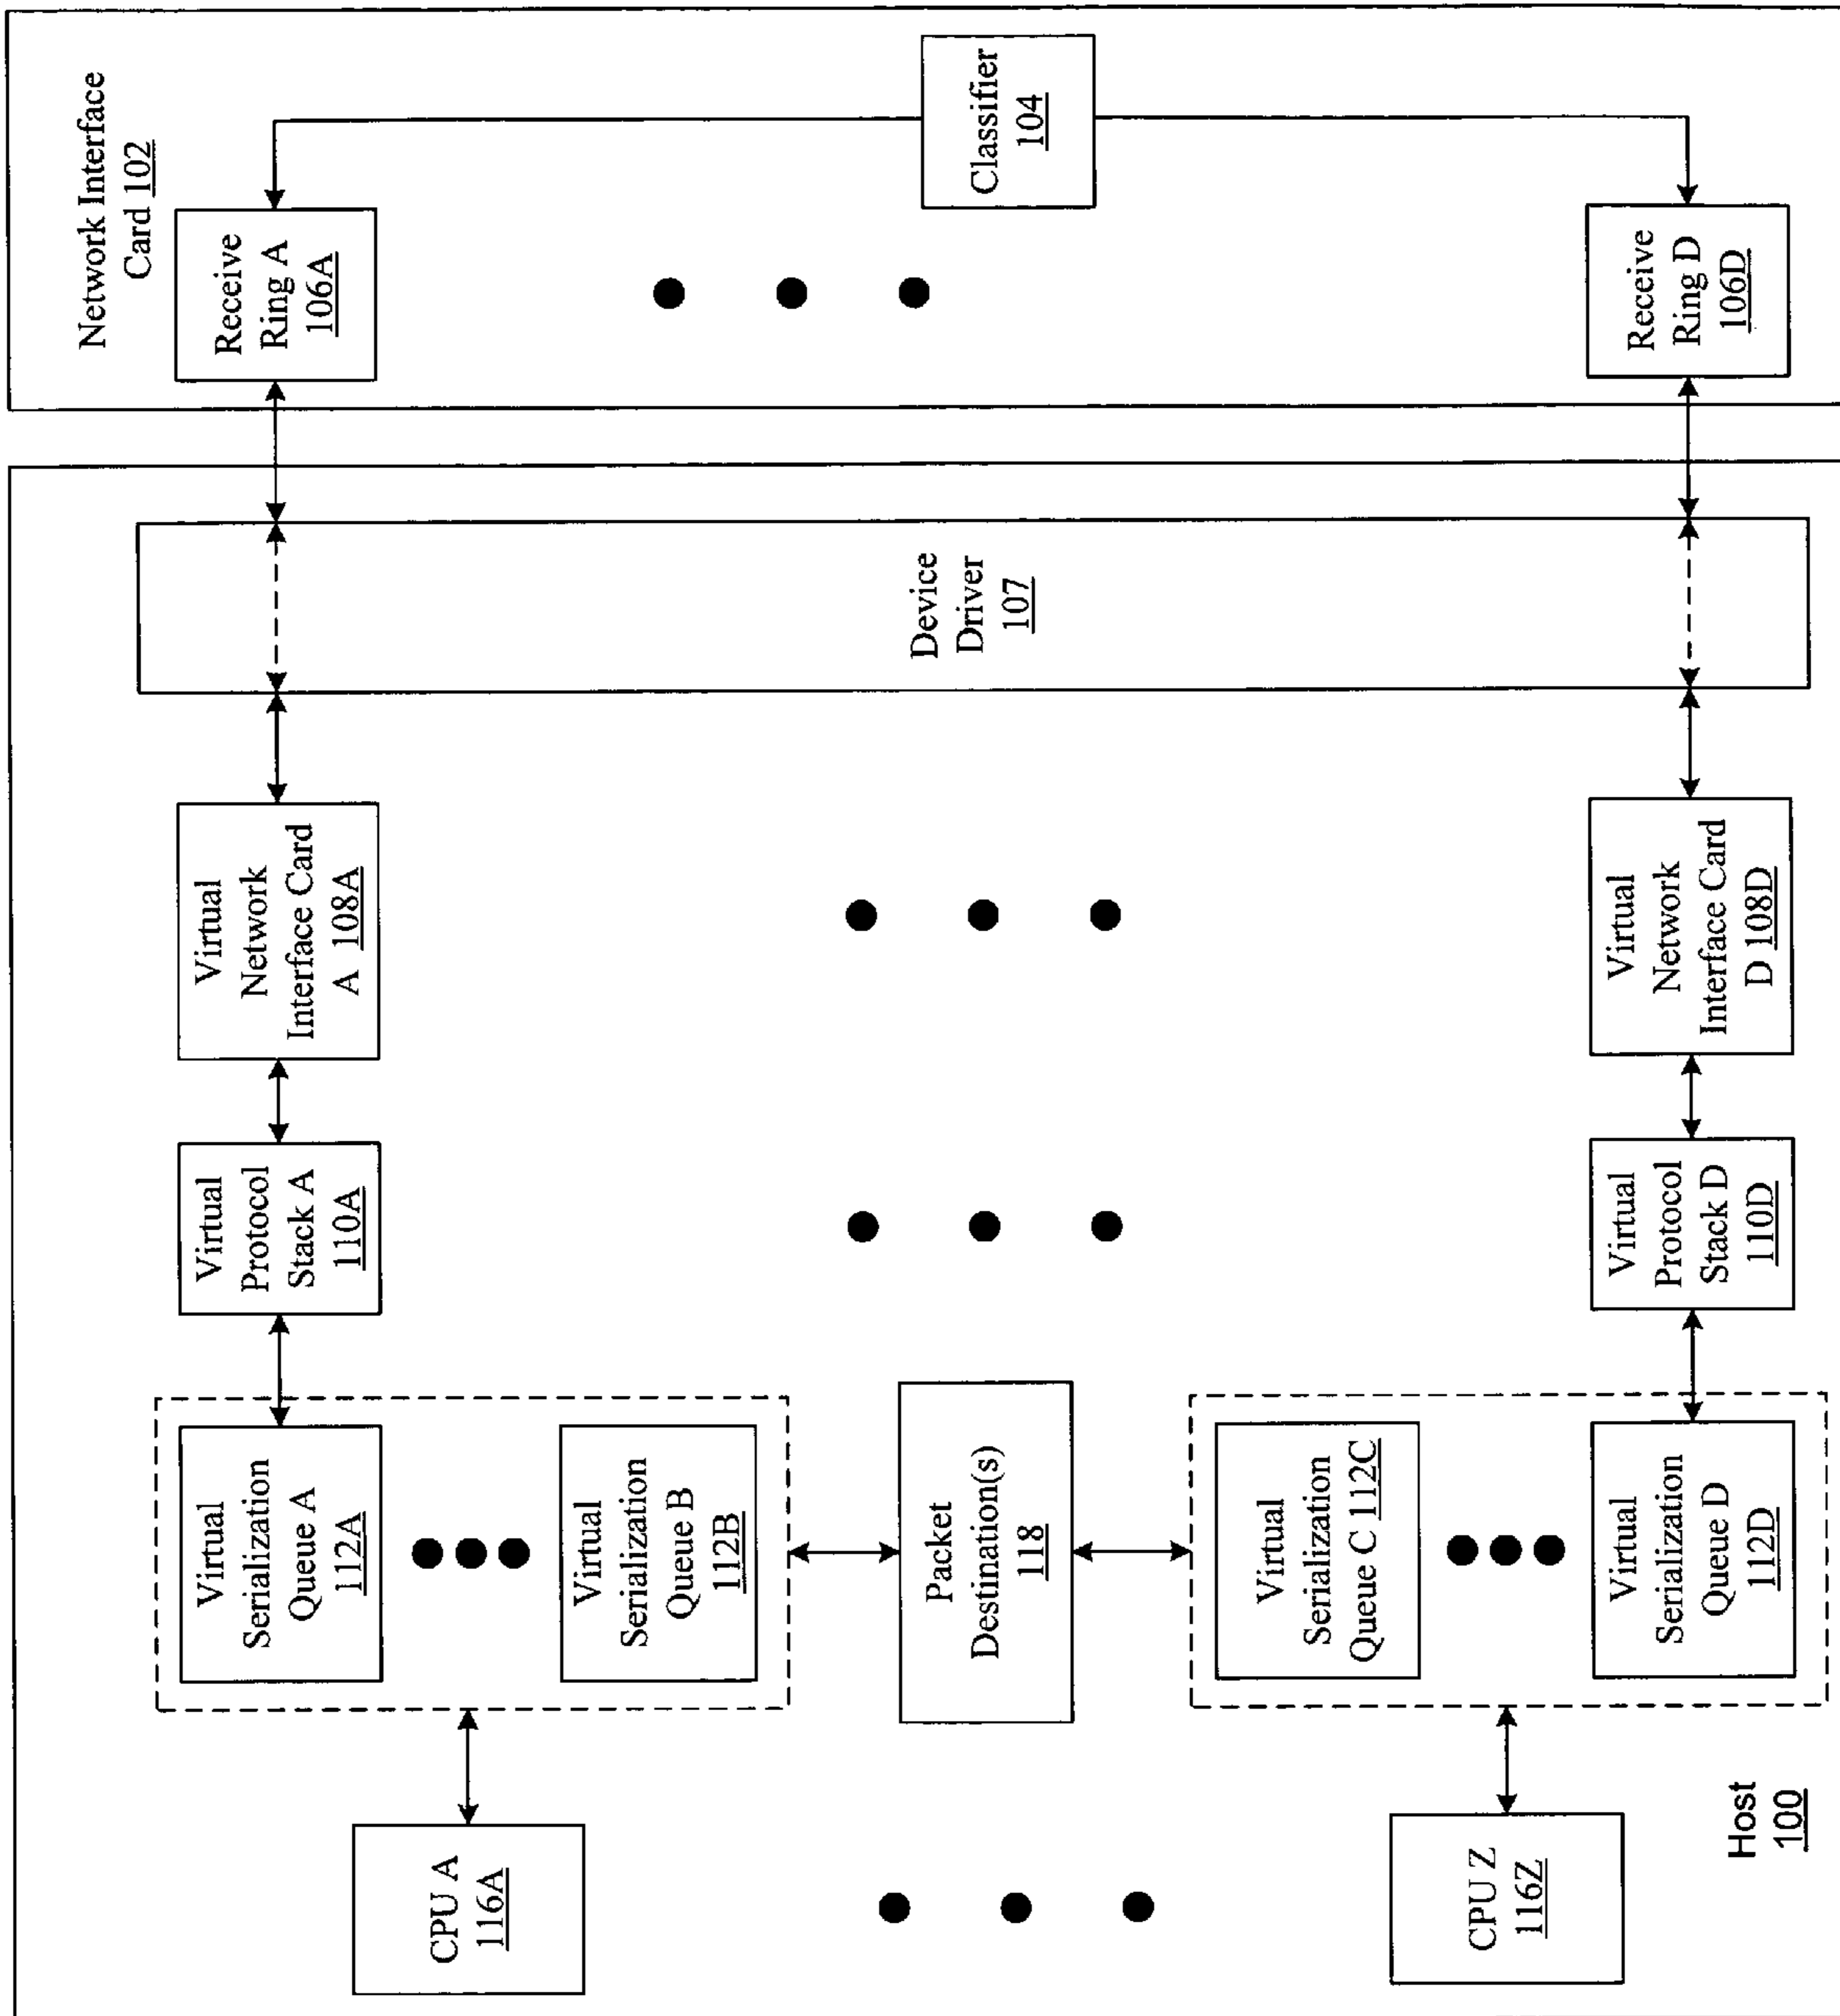 Network Interface
Card 102
Receive
Ring A
106A
Classifier
104
Receive
Ring D
106D
Device
Driver
107
Virtual
Network
Interface Card
A 108A
Virtual
Network
Interface Card
D 108D
Virtual
Protocol
Stack A
110A
Virtual
Protocol
Stack D
110D
Virtual
Serialization
Queue A
112A
Virtual
Serialization
Queue B
112B
Packet
Destination(s)
118
Virtual
Serialization
Queue C 112C
Virtual
Serialization
Queue D
112D
CPU A
116A
CPU Z
116Z
Host
100